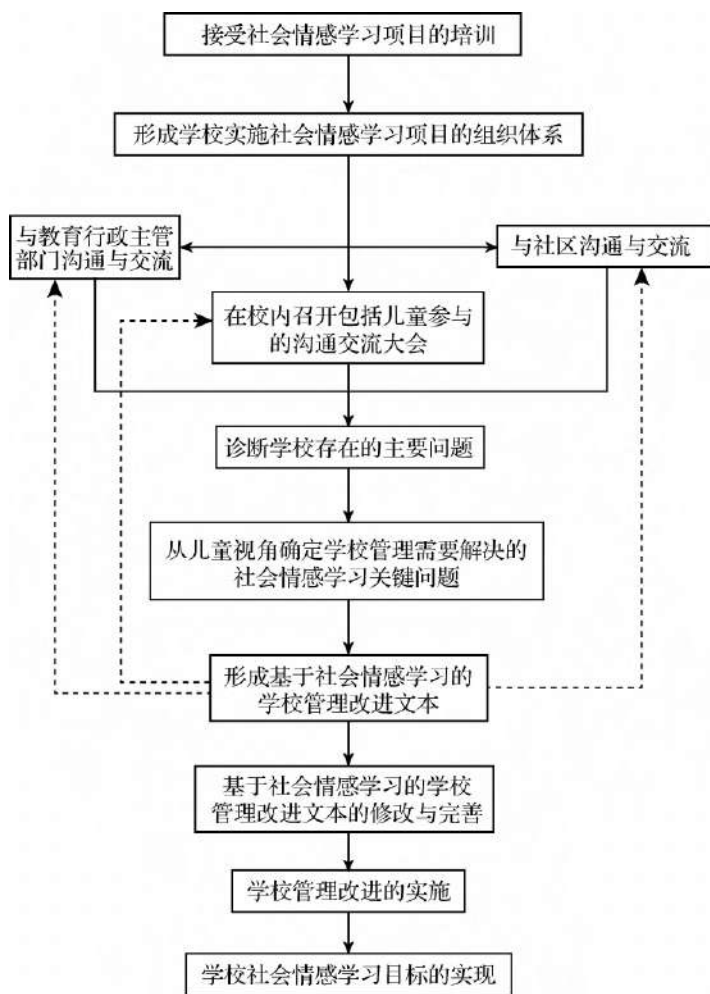 接受社会情感学习项目的培训
形成学校实施社会情感学习项目的组织体系
与教育行政主管
部门沟通与交流
与社区沟通与交流
在校内召开包括儿童参与
的沟通交流大会
诊断学校存在的主要问题
从儿童视角确定学校管理需要解决的
社会情感学习关键问题
形成基于社会情感学习的
学校管理改进文本
基于社会情感学习的学校
管理改进文本的修改与完善
学校管理改进的实施
学校社会情感学习目标的实现